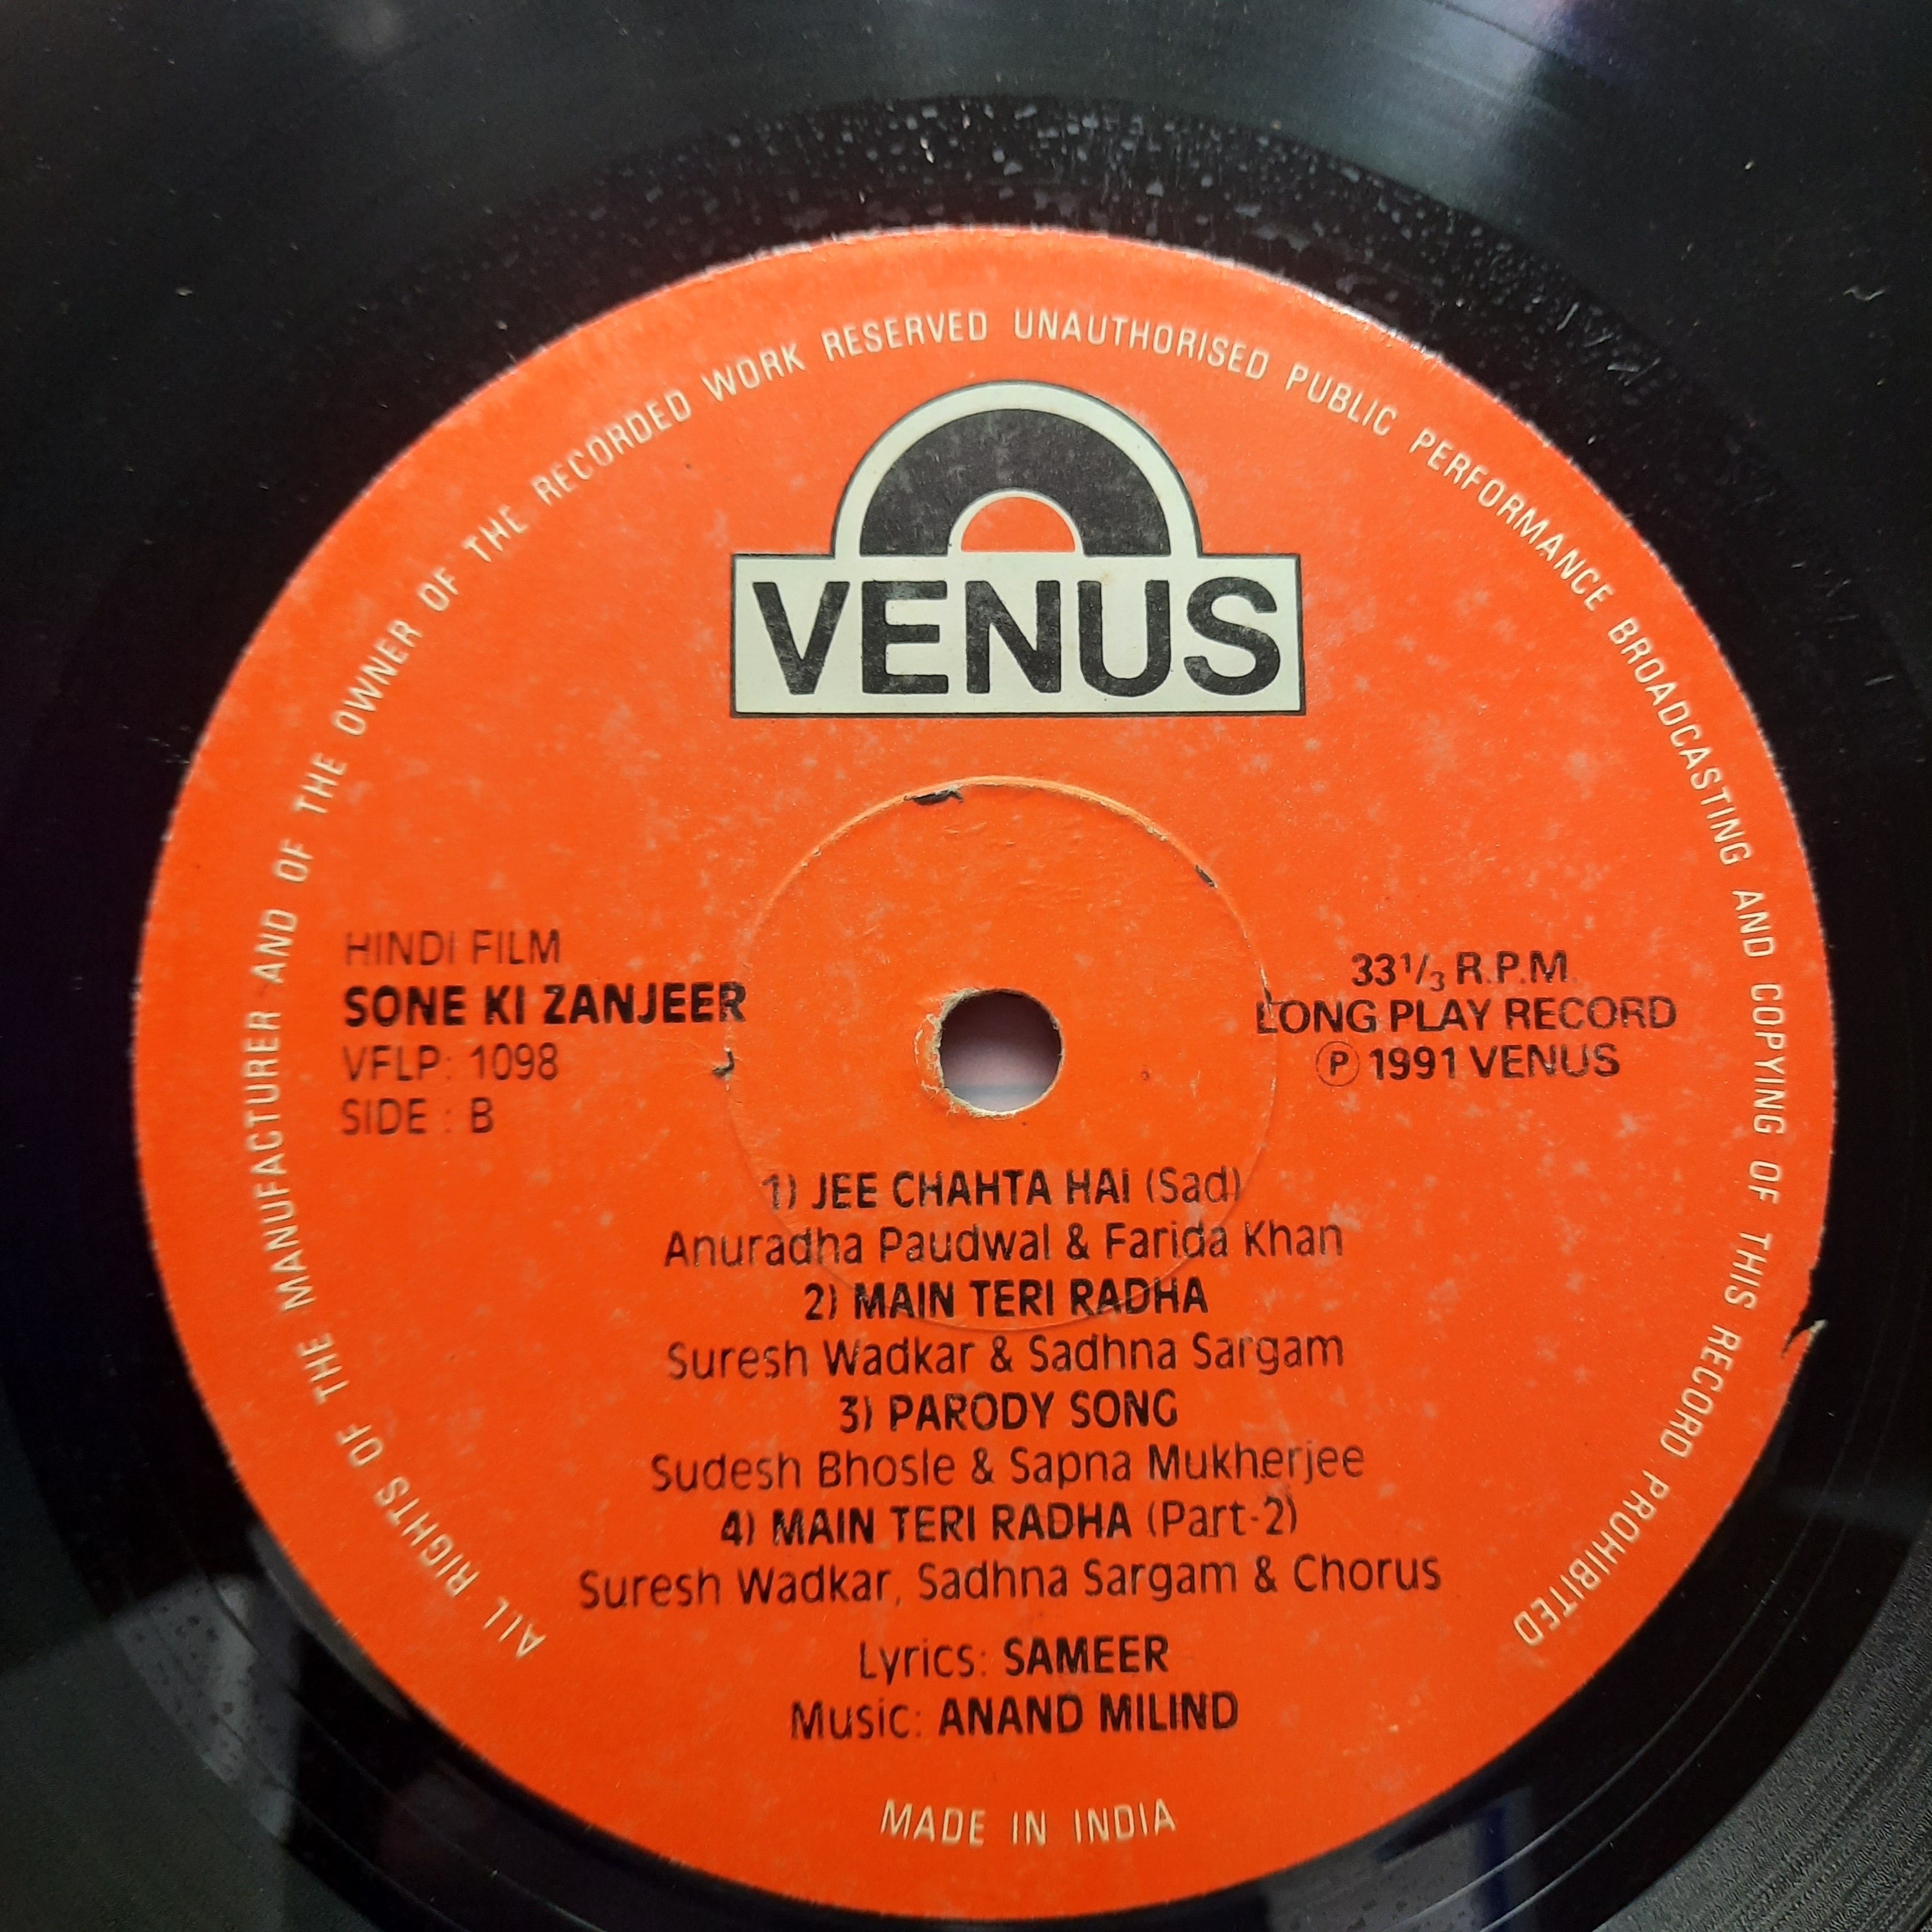 ALL RIGHTS OF THE MANUFACTURER AND OF THE OWNER OF THE RECORDED WORK RESERVED UNAUTHORISED PUBLIC PERFORMANCE BROADCASTING AND COPYING OF THIS RECORD PROHIBITED
VENUS
HINDI FILM
SONE KI ZANJEER
VFLP: 1098
SIDE : B
33 1/3 R.P.M.
LONG PLAY RECORD
Ⓟ 1991 VENUS
1) JEE CHAHTA HAI (Sad)
Anuradha Paudwal & Farida Khan
2) MAIN TERI RADHA
Suresh Wadkar & Sadhna Sargam
3) PARODY SONG
Sudesh Bhosle & Sapna Mukherjee
4) MAIN TERI RADHA (Part-2)
Suresh Wadkar, Sadhna Sargam & Chorus
Lyrics: SAMEER
Music: ANAND MILIND
MADE IN INDIA